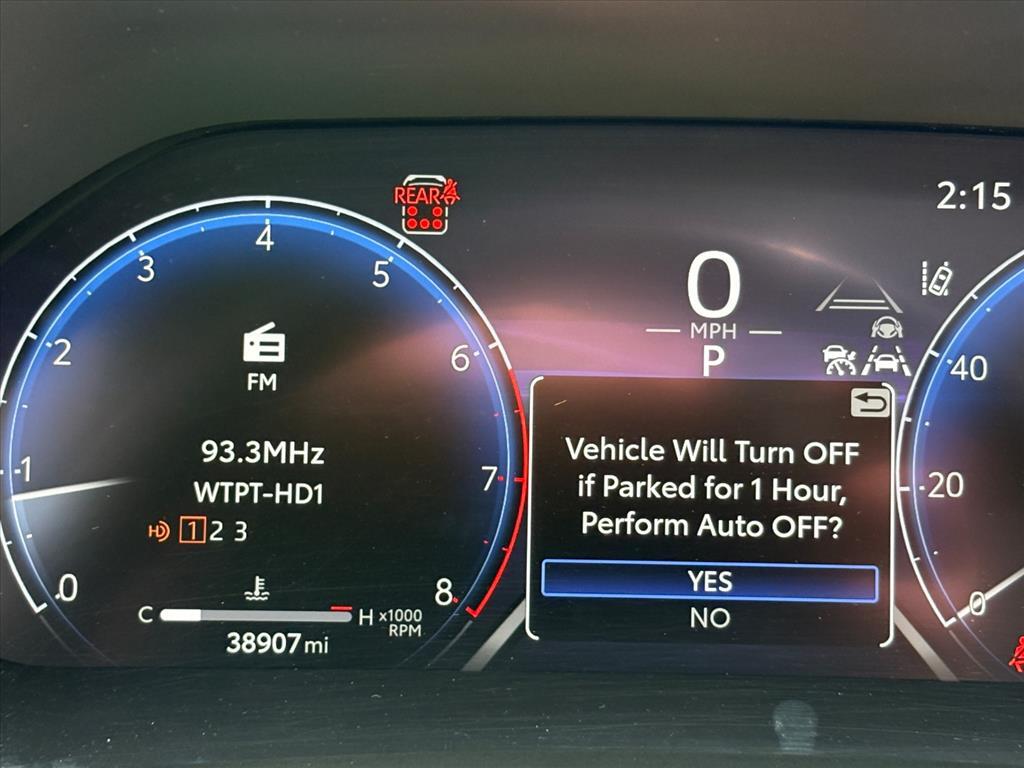 REAR
2:15
4
3
5
0
MPH
2
6
FM
P
40
93.3MHz
Vehicle Will Turn OFF
1
7
20
WTPT-HD1
if Parked for 1 Hour,
HD 1 2 3
Perform Auto OFF?
0
8
YES
0
C
H
x1000
RPM
NO
38907 mi